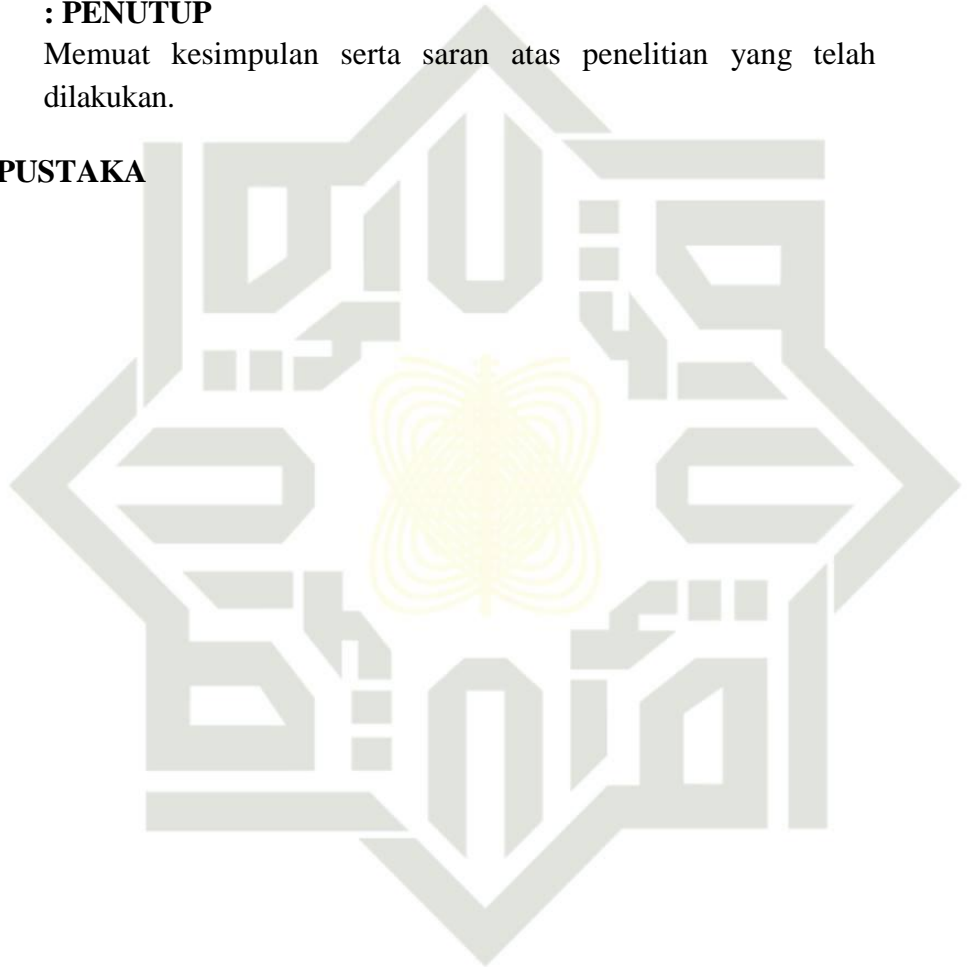 : PENUTUP
Memuat kesimpulan serta saran atas penelitian yang telah
dilakukan.
PUSTAKA